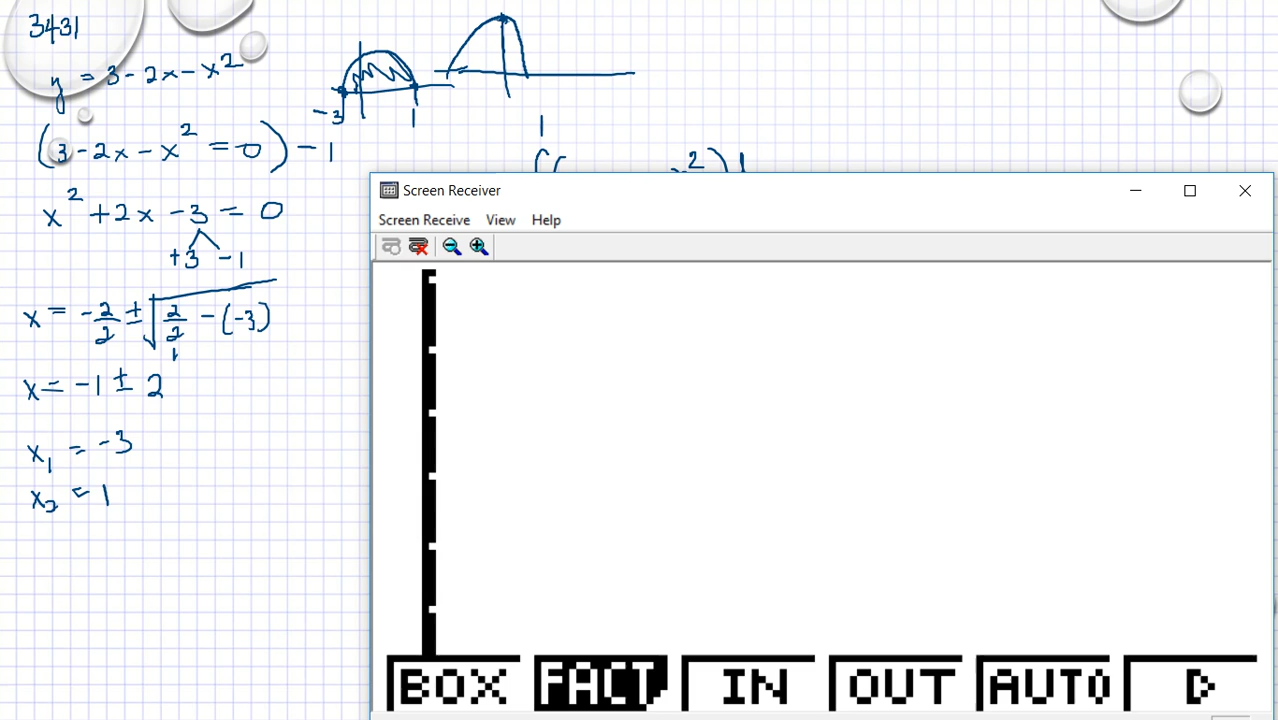 3431
y = 3 - 2x - x²
(3 - 2x - x² = 0) - 1
x² + 2x - 3 = 0
+3 -1
x = -2/2 ± √(2/2 - (-3))
1
x = -1 ± 2
x₁ = -3
x₂ = 1
-3 1
1
x²)
Screen Receiver
Screen Receive View Help
BOX FACT IN OUT AUTO